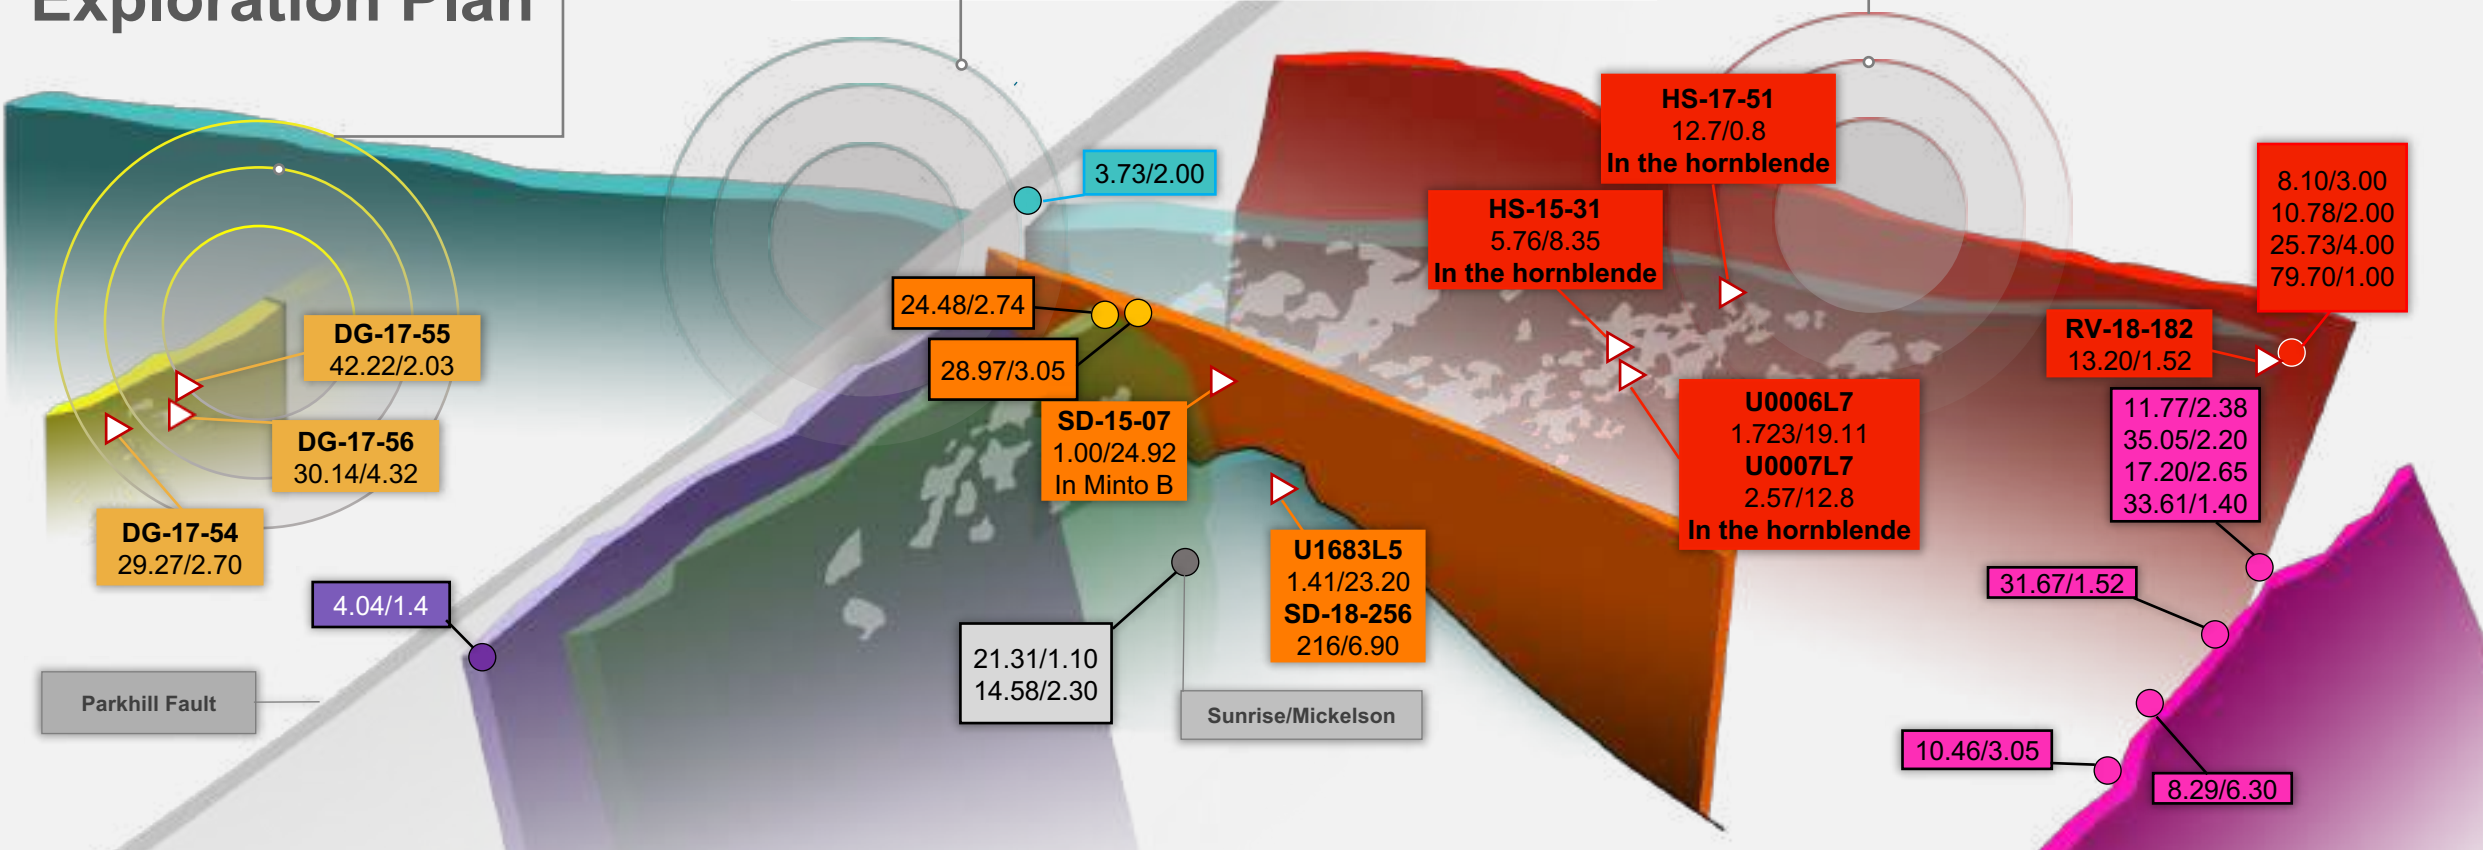 Exploration Plan
HS-17-51
12.7/0.8
In the hornblende
3.73/2.00
8.10/3.00
10.78/2.00
25.73/4.00
79.70/1.00
HS-15-31
5.76/8.35
In the hornblende
24.48/2.74
DG-17-55
42.22/2.03
RV-18-182
13.20/1.52
28.97/3.05
U0006L7
1.723/19.11
U0007L7
2.57/12.8
In the hornblende
11.77/2.38
35.05/2.20
17.20/2.65
33.61/1.40
SD-15-07
1.00/24.92
In Minto B
DG-17-56
30.14/4.32
DG-17-54
29.27/2.70
U1683L5
1.41/23.20
SD-18-256
216/6.90
31.67/1.52
4.04/1.4
21.31/1.10
14.58/2.30
Parkhill Fault
Sunrise/Mickelson
10.46/3.05
8.29/6.30